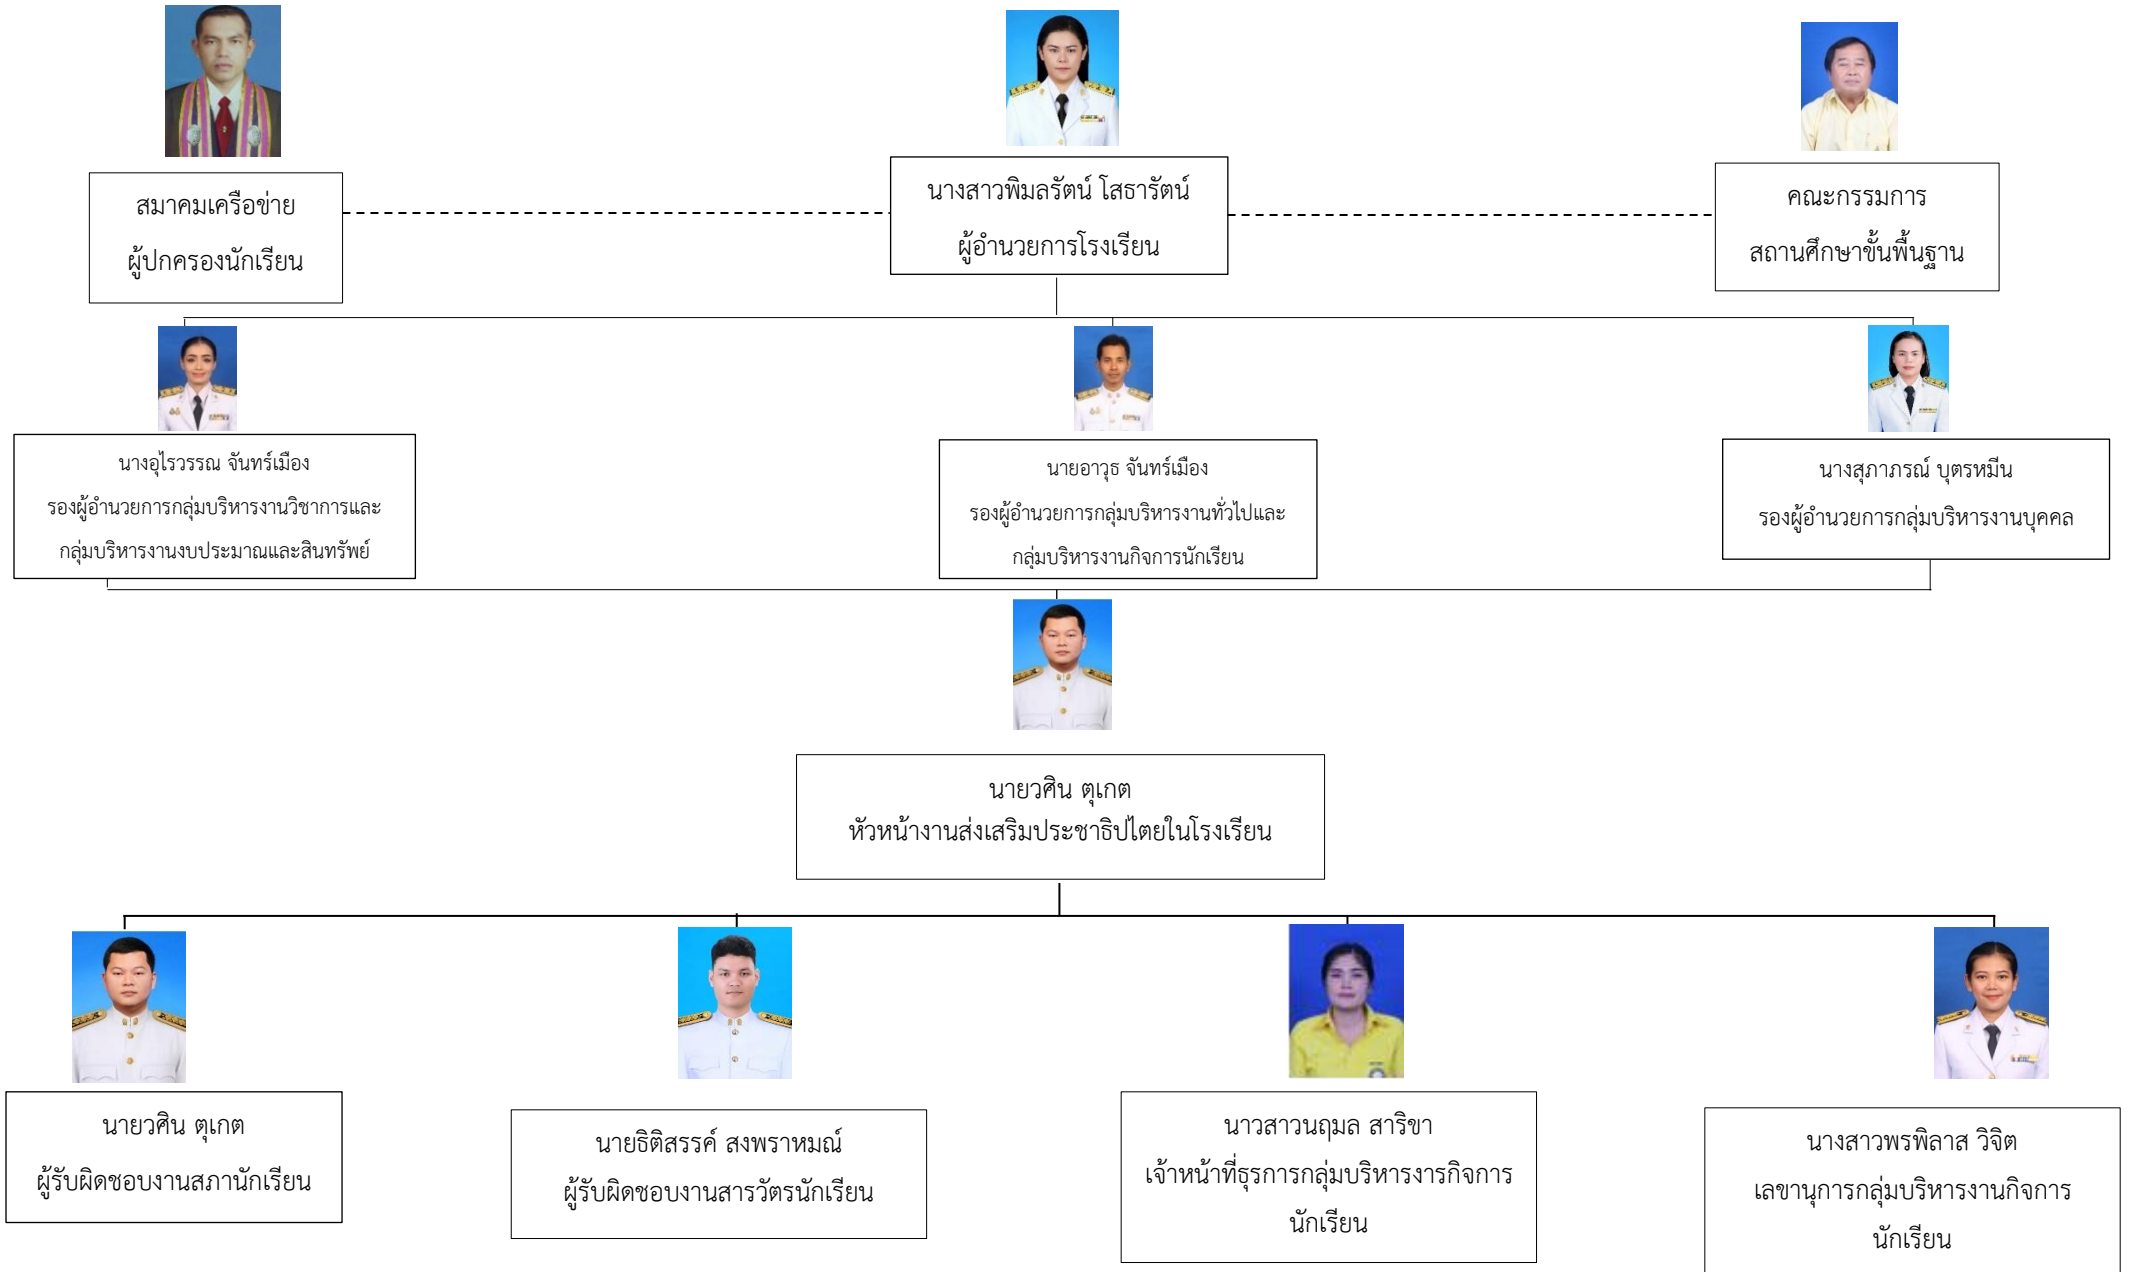 สมาคมเครือข่าย
ผู้ปกครองนักเรียน
นางสาวพิมลรัตน์ โสธารัตน์
ผู้อำนวยการโรงเรียน
คณะกรรมการ
สถานศึกษาขั้นพื้นฐาน
นางอุไรวรรณ จันทร์เมือง
รองผู้อำนวยการกลุ่มบริหารงานวิชาการและ
กลุ่มบริหารงานงบประมาณและสินทรัพย์
นายอาวุธ จันทร์เมือง
รองผู้อำนวยการกลุ่มบริหารงานทั่วไปและ
กลุ่มบริหารงานกิจการนักเรียน
นางสุภาภรณ์ บุตรหมีน
รองผู้อำนวยการกลุ่มบริหารงานบุคคล
นายวศิน ตุเกต
หัวหน้างานส่งเสริมประชาธิปไตยในโรงเรียน
นายวศิน ตุเกต
ผู้รับผิดชอบงานสภานักเรียน
นายธิติสรรค์ สงพราหมณ์
ผู้รับผิดชอบงานสารวัตรนักเรียน
นาวสาวนฤมล สาริขา
เจ้าหน้าที่ธุรการกลุ่มบริหารงารกิจการ
นักเรียน
นางสาวพรพิลาส วิจิต
เลขานุการกลุ่มบริหารงานกิจการ
นักเรียน